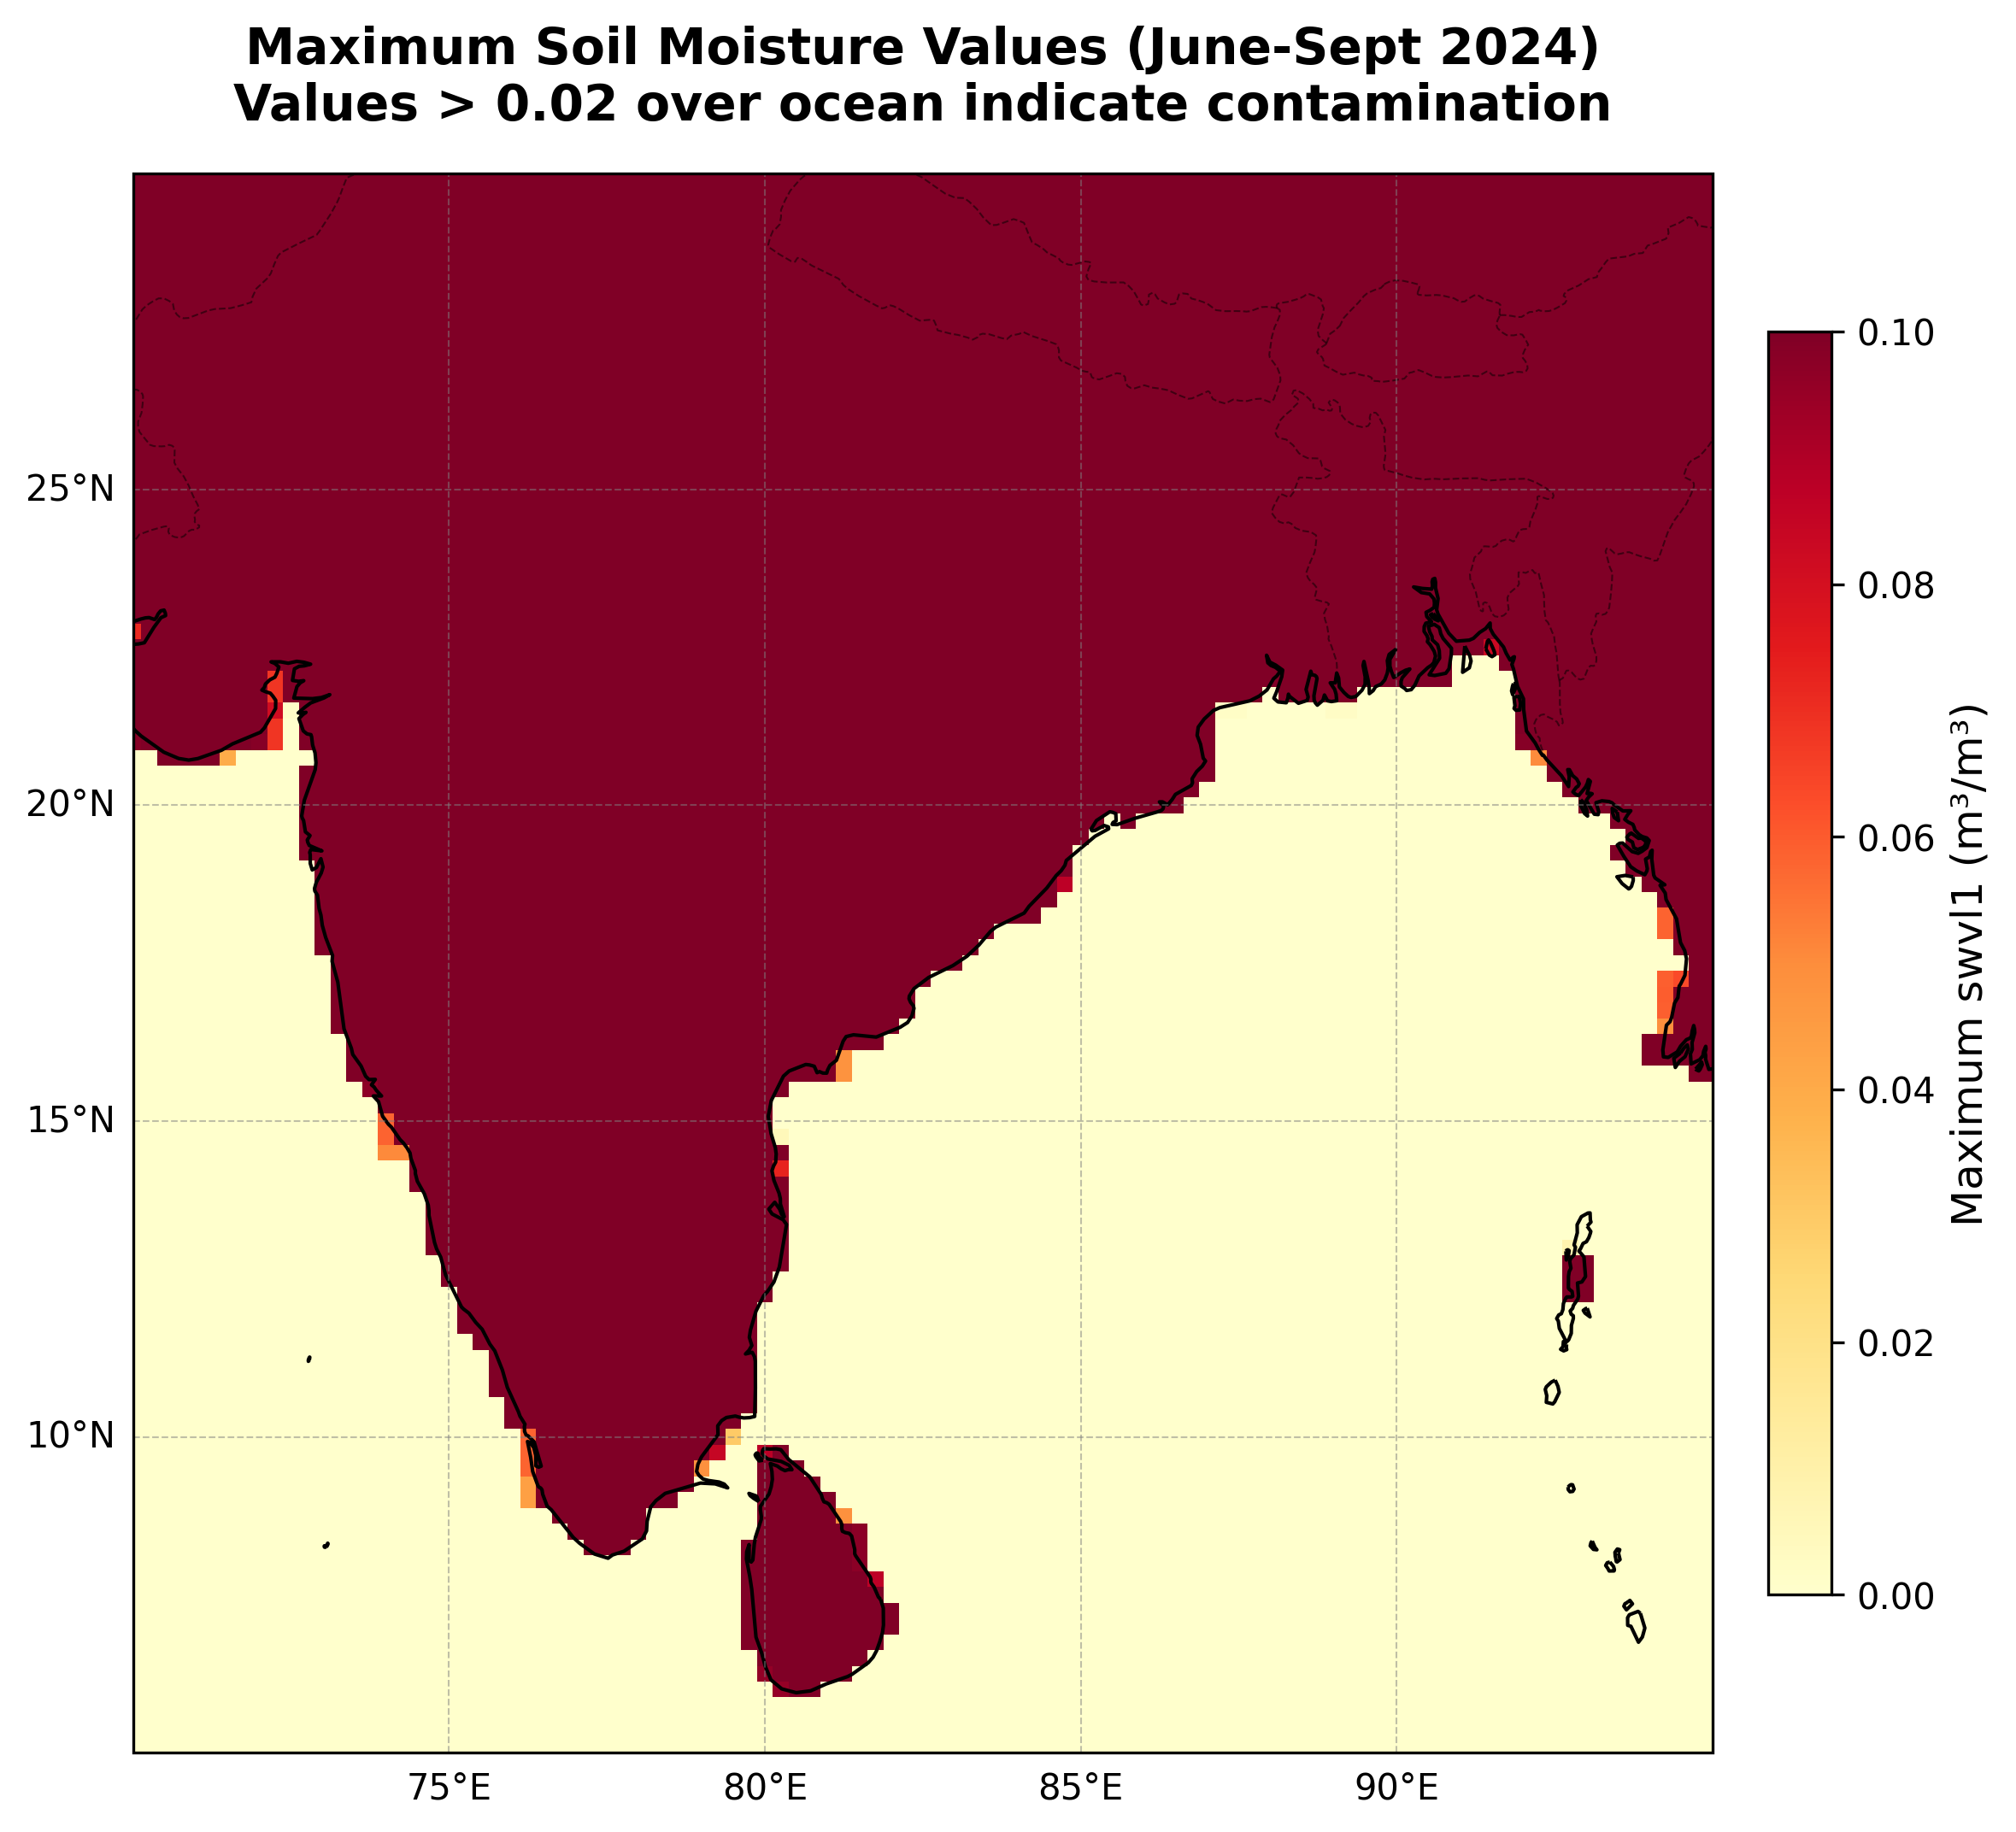 Maximum Soil Moisture Values (June-Sept 2024)
Values > 0.02 over ocean indicate contamination
25°N
20°N
15°N
10°N
75°E
80°E
85°E
90°E
0.10
0.08
0.06
0.04
0.02
0.00
Maximum swvl1 (m³/m³)